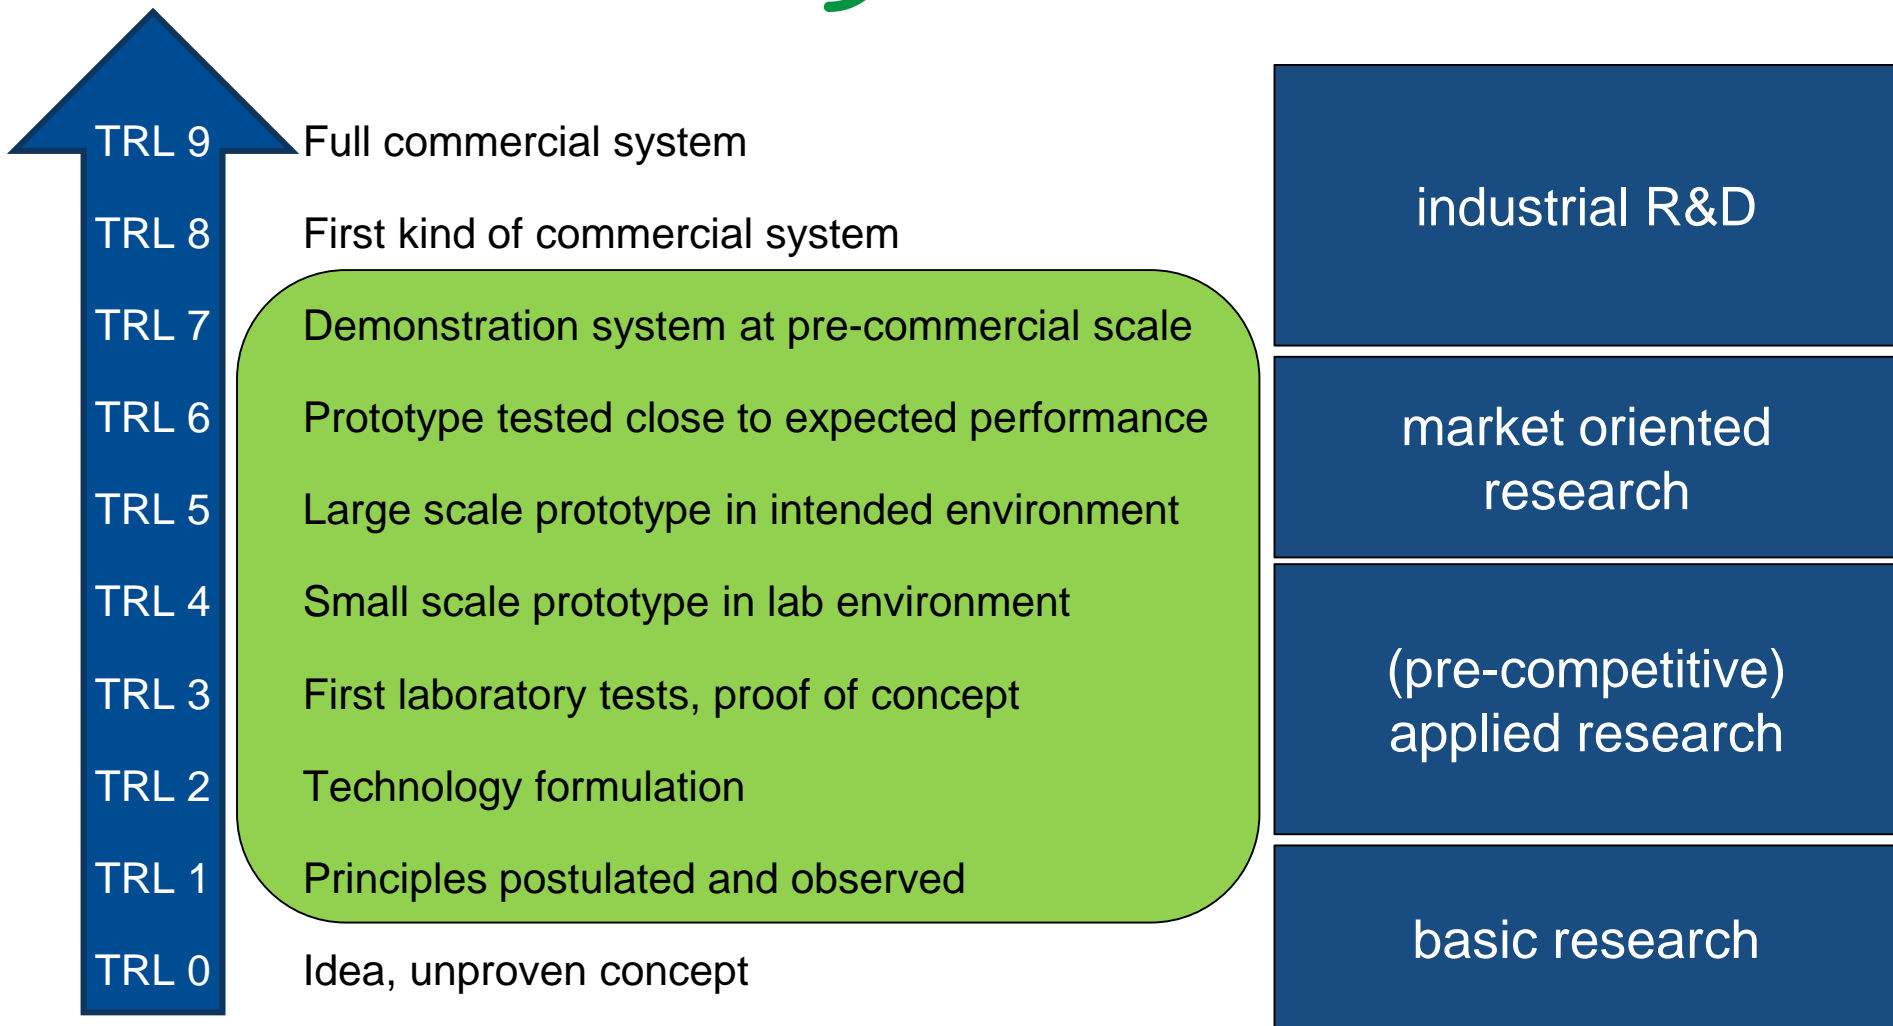 TRL 9 Full commercial system
TRL 8 First kind of commercial system
TRL 7 Demonstration system at pre-commercial scale
TRL 6 Prototype tested close to expected performance
TRL 5 Large scale prototype in intended environment
TRL 4 Small scale prototype in lab environment
TRL 3 First laboratory tests, proof of concept
TRL 2 Technology formulation
TRL 1 Principles postulated and observed
TRL 0 Idea, unproven concept
industrial R&D
market oriented
research
(pre-competitive)
applied research
basic research